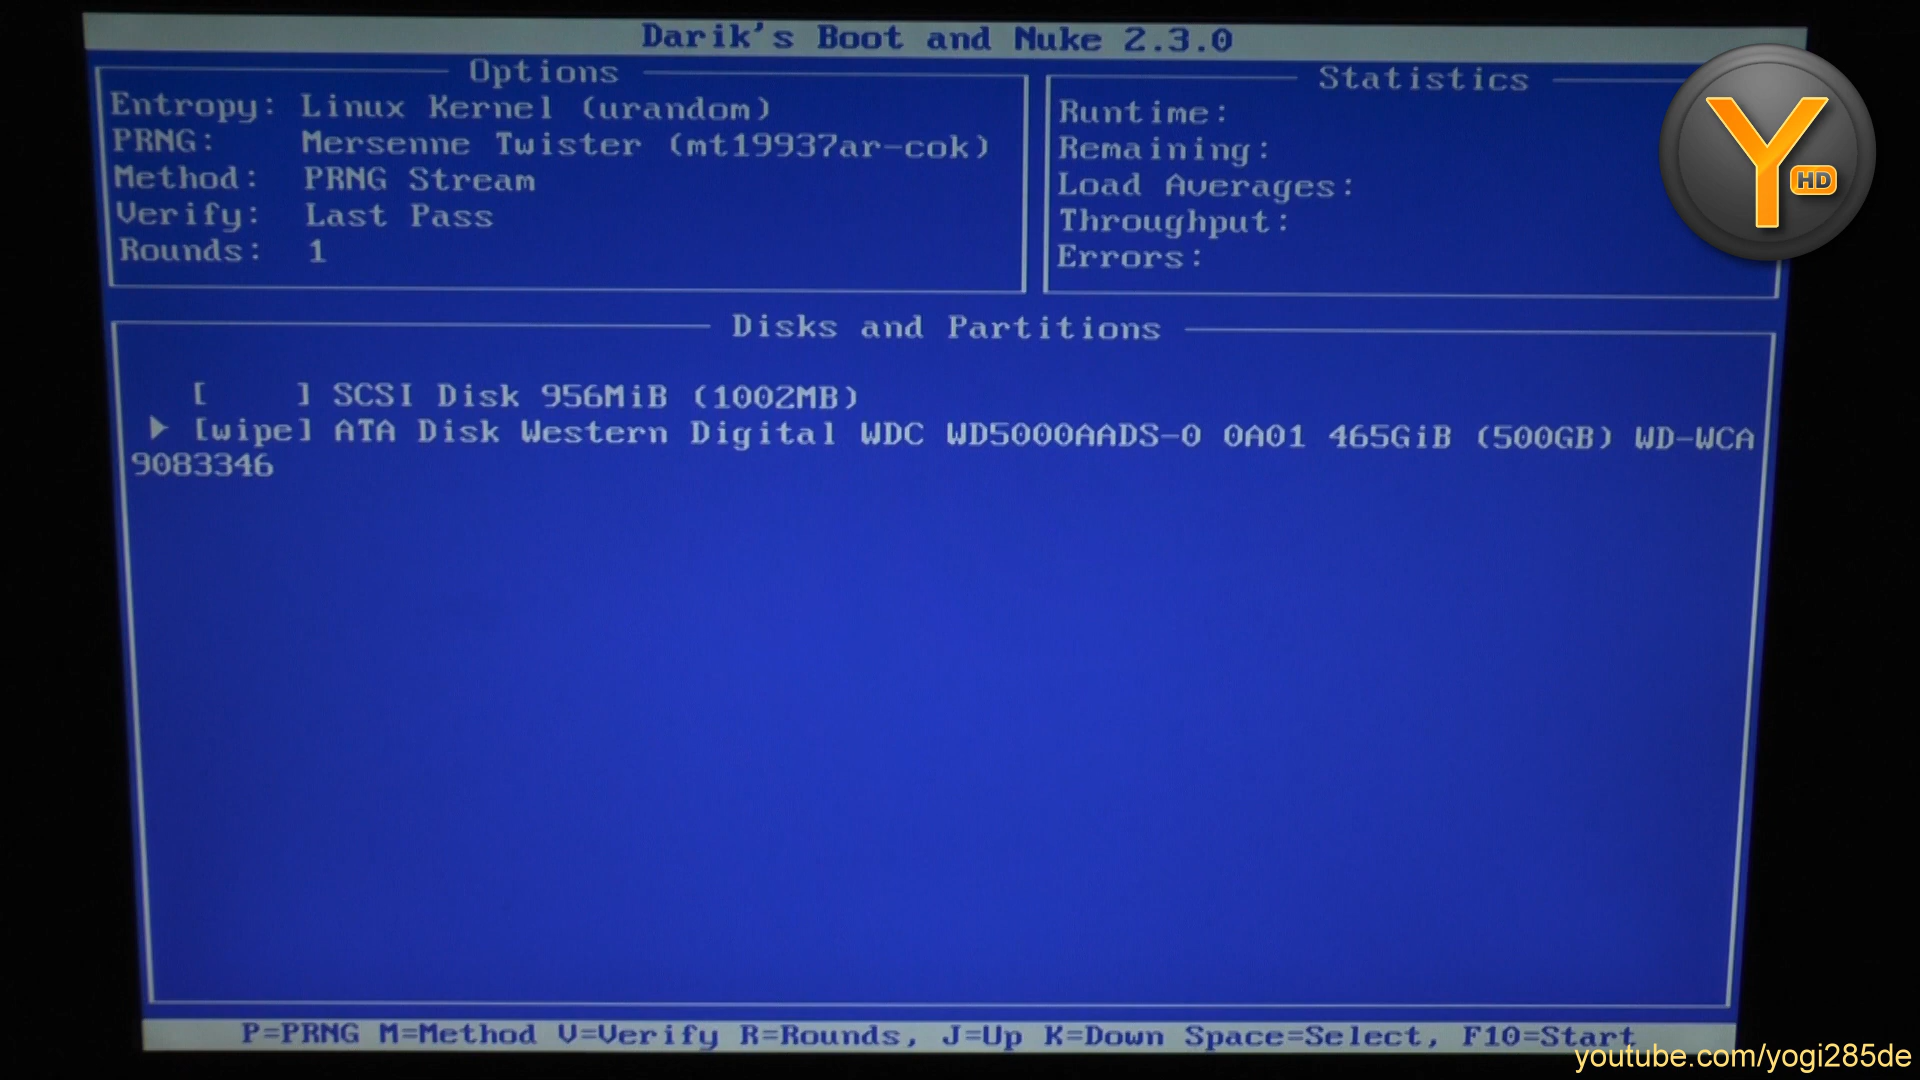 Darik's Boot and Nuke 2.3.0
Options
Entropy: Linux Kernel (urandom)
PRNG: Mersenne Twister (mt19937ar-cok)
Method: PRNG Stream
Verify: Last Pass
Rounds: 1
Statistics
Runtime:
Remaining:
Load Averages:
Throughput:
Errors:
Y HD
Disks and Partitions
[    ] SCSI Disk 956MiB (1002MB)
▶ [wipe] ATA Disk Western Digital WDC WD5000AADS-0 0A01 465GiB (500GB) WD-WCA
9083346
P=PRNG M=Method V=Verify R=Rounds, J=Up K=Down Space=Select, F10=Start
youtube.com/yogi285de